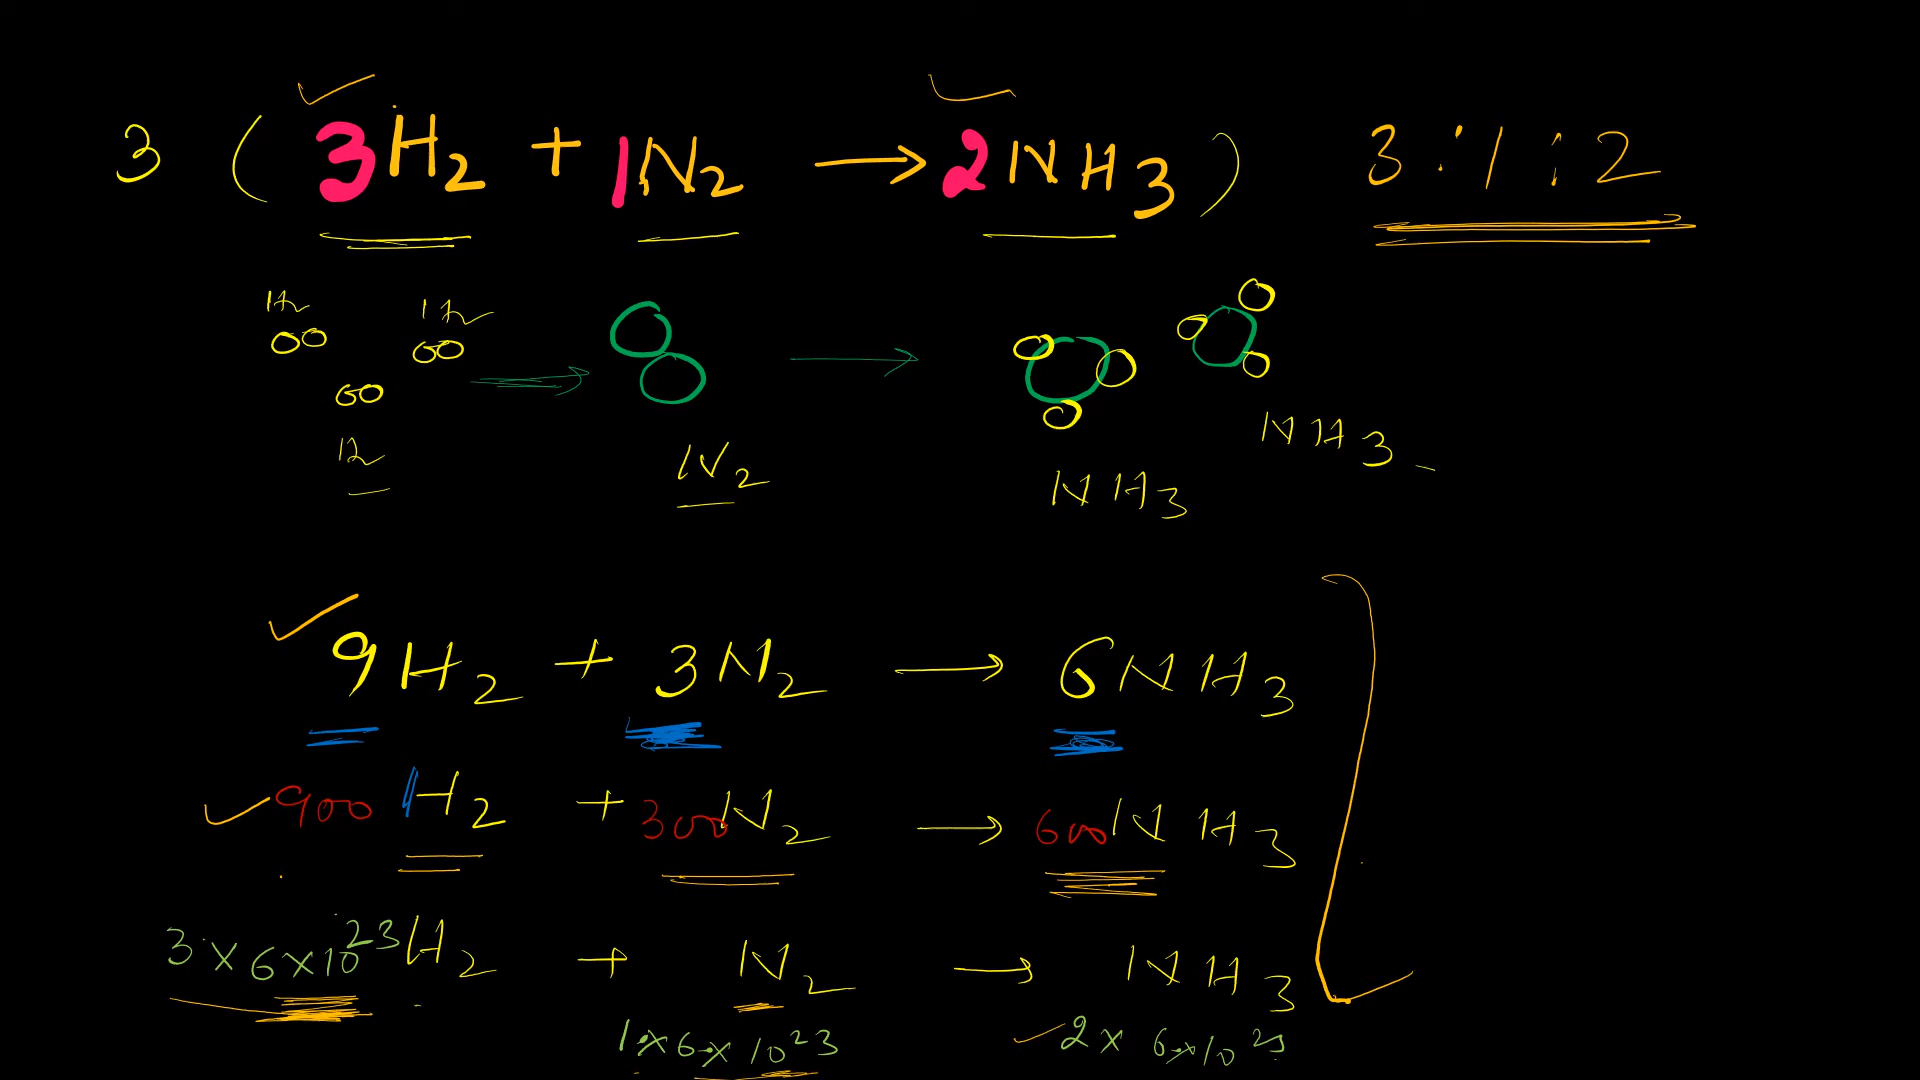 3 ( 3H₂ + 1N₂ → 2NH₃ ) 3 : 1 : 2
H₂ 1H₂
H₂ N₂ NH₃ NH₃
9H₂ + 3N₂ → 6NH₃
900 H₂ + 300 N₂ → 600 NH₃
3 × 6 × 10²³ H₂ + N₂ → NH₃
1 × 6 × 10²³ 2 × 6 × 10²³